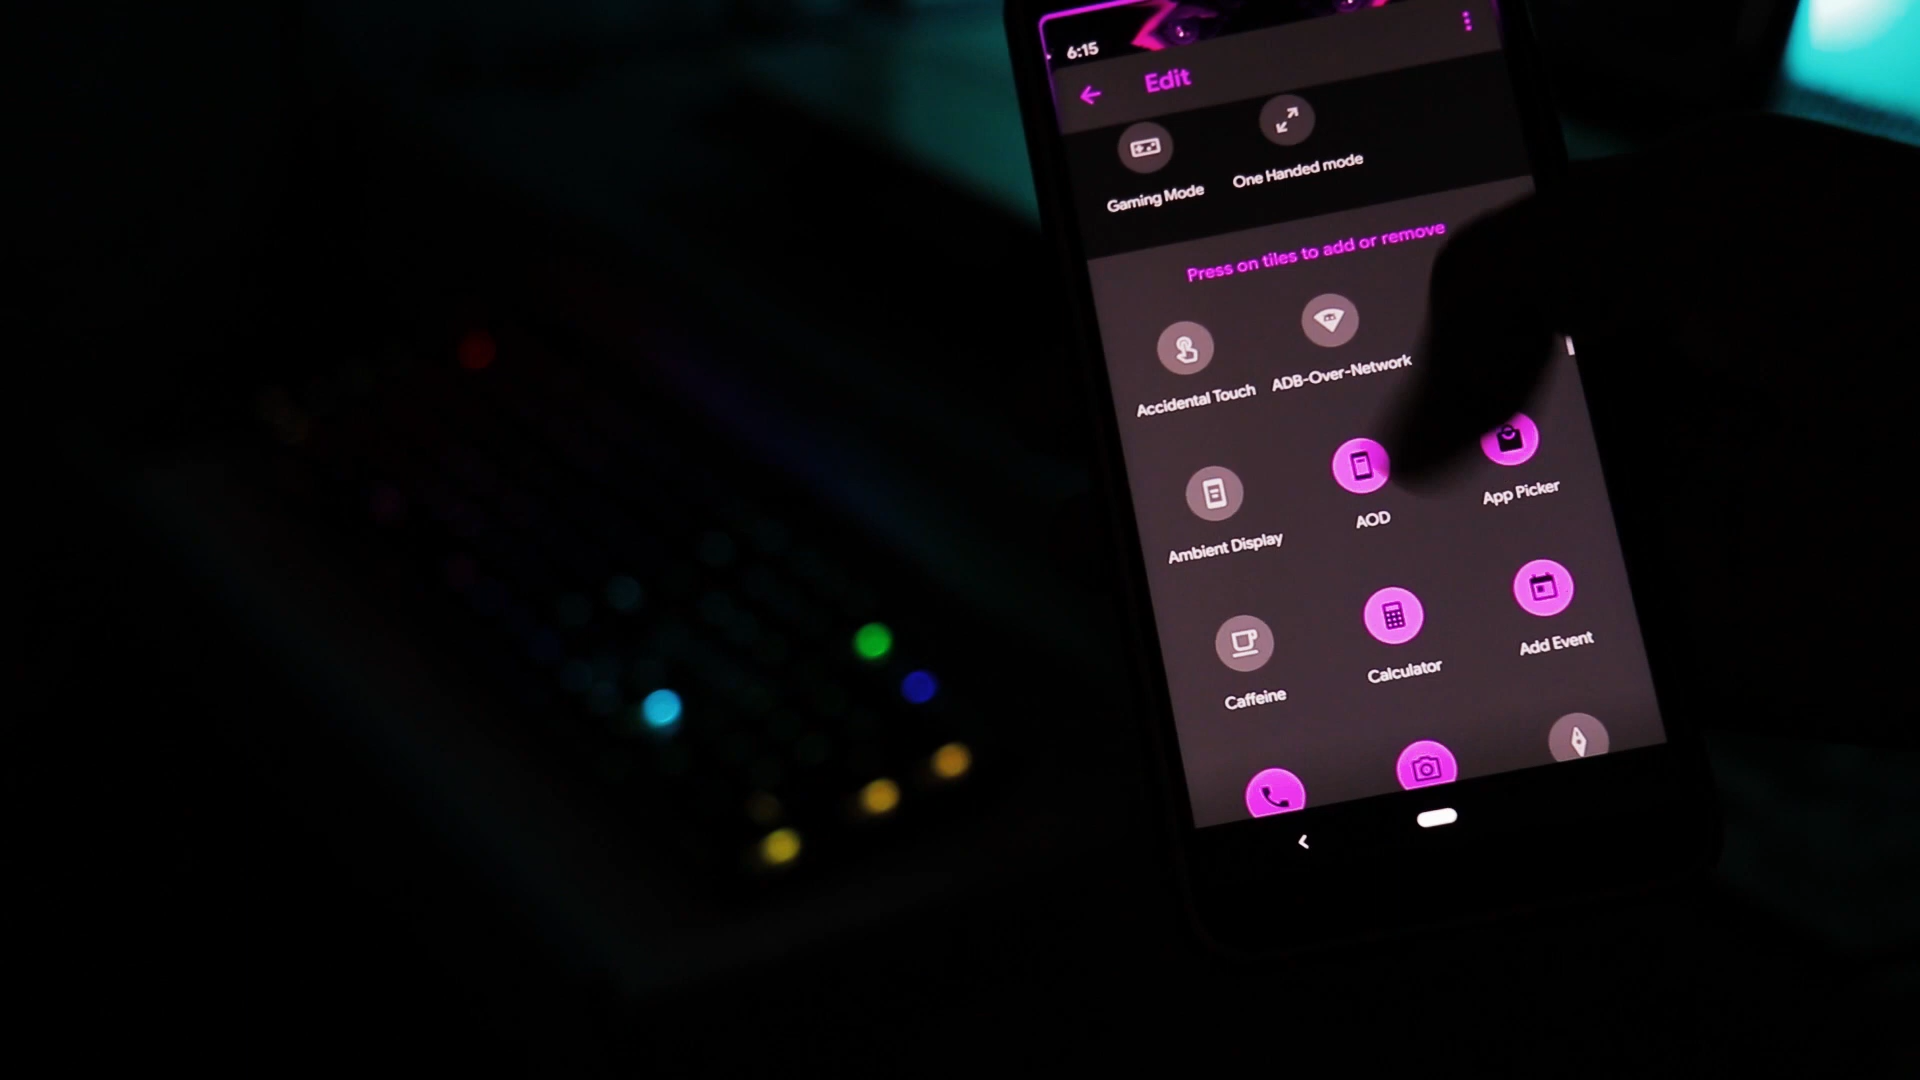 6:15
Edit
Gaming Mode
One Handed mode
Press on tiles to add or remove
Accidental Touch
ADB-Over-Network
Ambient Display
AOD
App Picker
Caffeine
Calculator
Add Event